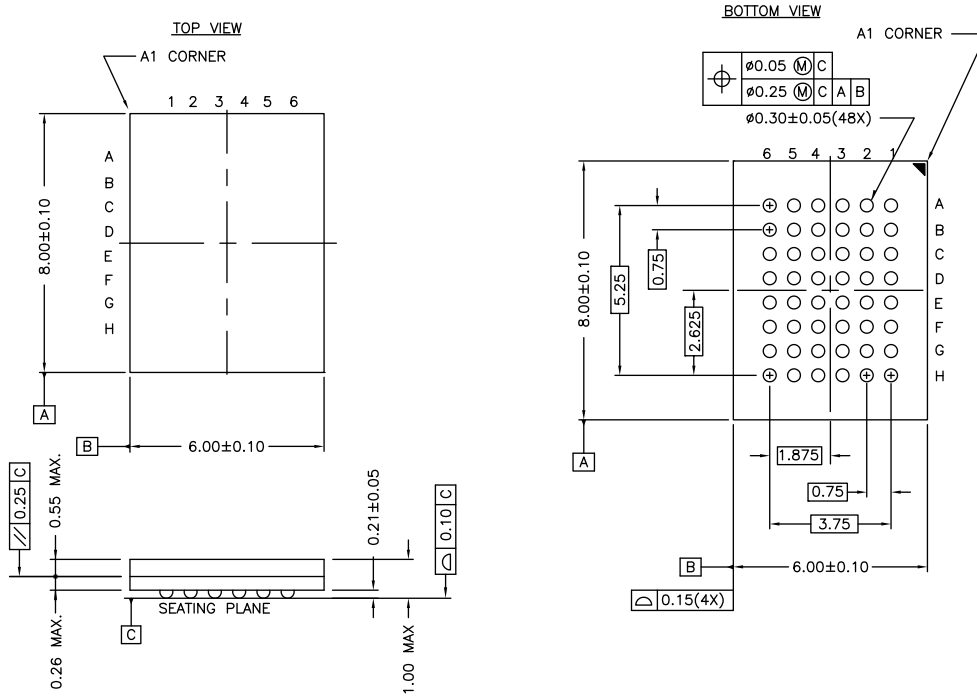 TOP VIEW
A1 CORNER
1 2 3 4 5 6
A
B
C
D
E
F
G
H
8.00±0.10
A
B
6.00±0.10
// 0.25 C
0.55 MAX.
0.21±0.05
⌓ 0.10 C
SEATING PLANE
C
0.26 MAX.
1.00 MAX
BOTTOM VIEW
A1 CORNER
⌖ ø0.05 Ⓜ C
ø0.25 Ⓜ C A B
ø0.30±0.05(48X)
6 5 4 3 2 1
A
B
C
D
E
F
G
H
8.00±0.10
5.25
0.75
2.625
A
1.875
0.75
3.75
B
6.00±0.10
⌓ 0.15(4X)